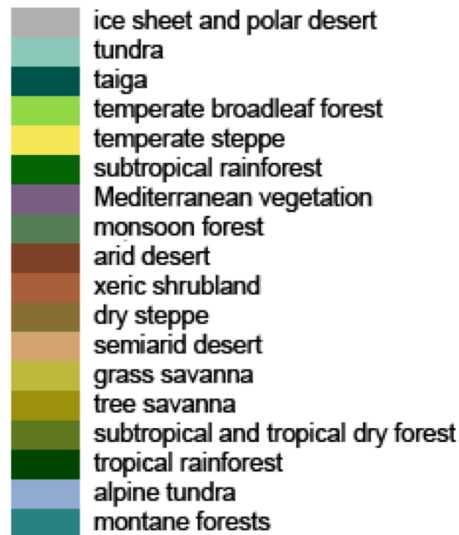 ice sheet and polar desert
tundra
taiga
temperate broadleaf forest
temperate steppe
subtropical rainforest
Mediterranean vegetation
monsoon forest
arid desert
xeric shrubland
dry steppe
semiarid desert
grass savanna
tree savanna
subtropical and tropical dry forest
tropical rainforest
alpine tundra
montane forests